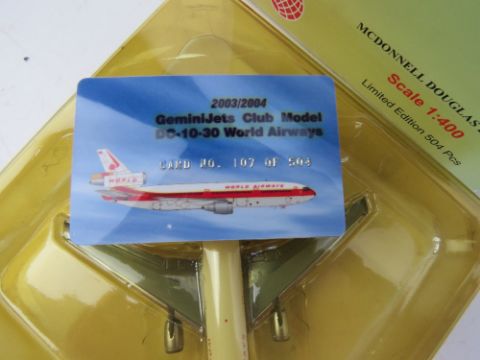 2003/2004
GeminiJets Club Model
DC-10-30 World Airways
CARD NO. 107 OF 504
WORLD
WORLD AIRWAYS
MCDONNELL DOUGLAS
Scale 1:400
Limited Edition 504 Pcs